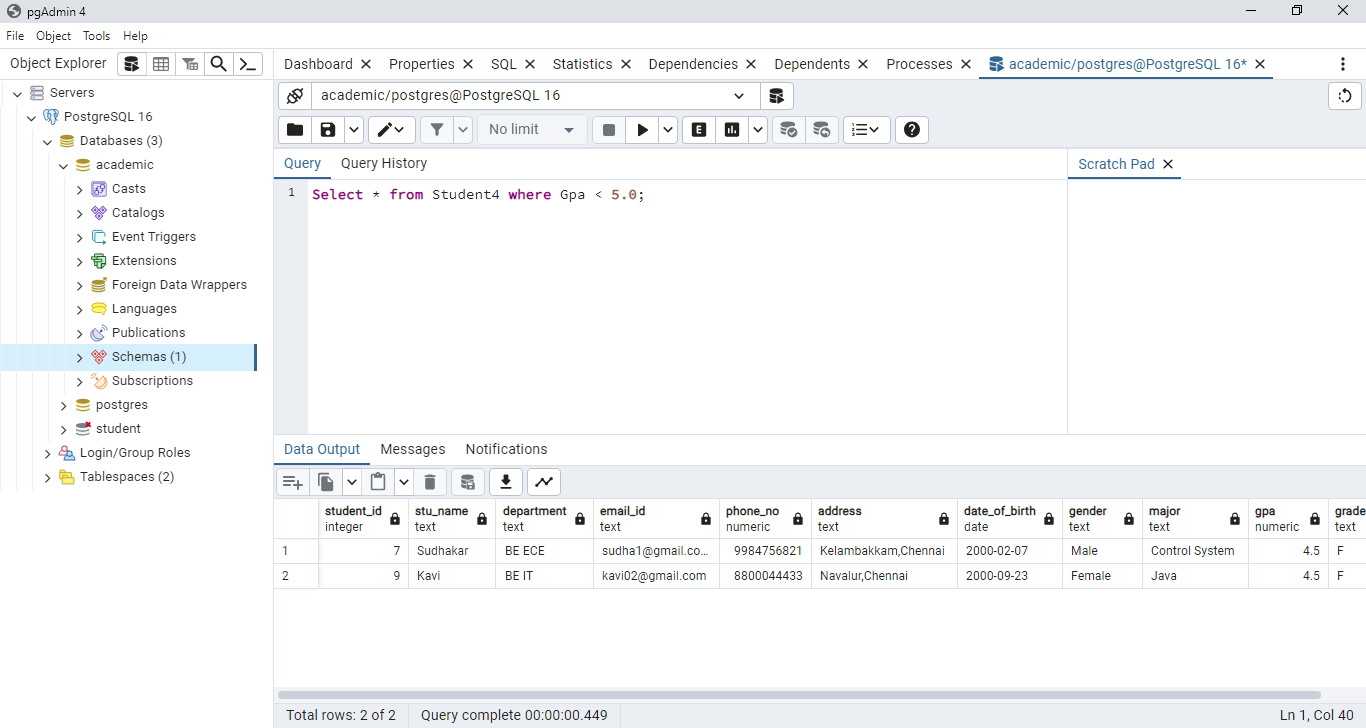 pgAdmin 4
File Object Tools Help
Object Explorer
Dashboard Properties SQL Statistics Dependencies Dependents Processes academic/postgres@PostgreSQL 16*
Servers
PostgreSQL 16
Databases (3)
academic
Casts
Catalogs
Event Triggers
Extensions
Foreign Data Wrappers
Languages
Publications
Schemas (1)
Subscriptions
postgres
student
Login/Group Roles
Tablespaces (2)
academic/postgres@PostgreSQL 16
No limit
E
Query Query History
Scratch Pad
1 Select * from Student4 where Gpa < 5.0;
Data Output Messages Notifications
student_id stu_name department email_id phone_no address date_of_birth gender major gpa grade
integer text text text numeric text date text text numeric text
1 7 Sudhakar BE ECE sudha1@gmail.co... 9984756821 Kelambakkam,Chennai 2000-02-07 Male Control System 4.5 F
2 9 Kavi BE IT kavi02@gmail.com 8800044433 Navalur,Chennai 2000-09-23 Female Java 4.5 F
Total rows: 2 of 2 Query complete 00:00:00.449 Ln 1, Col 40